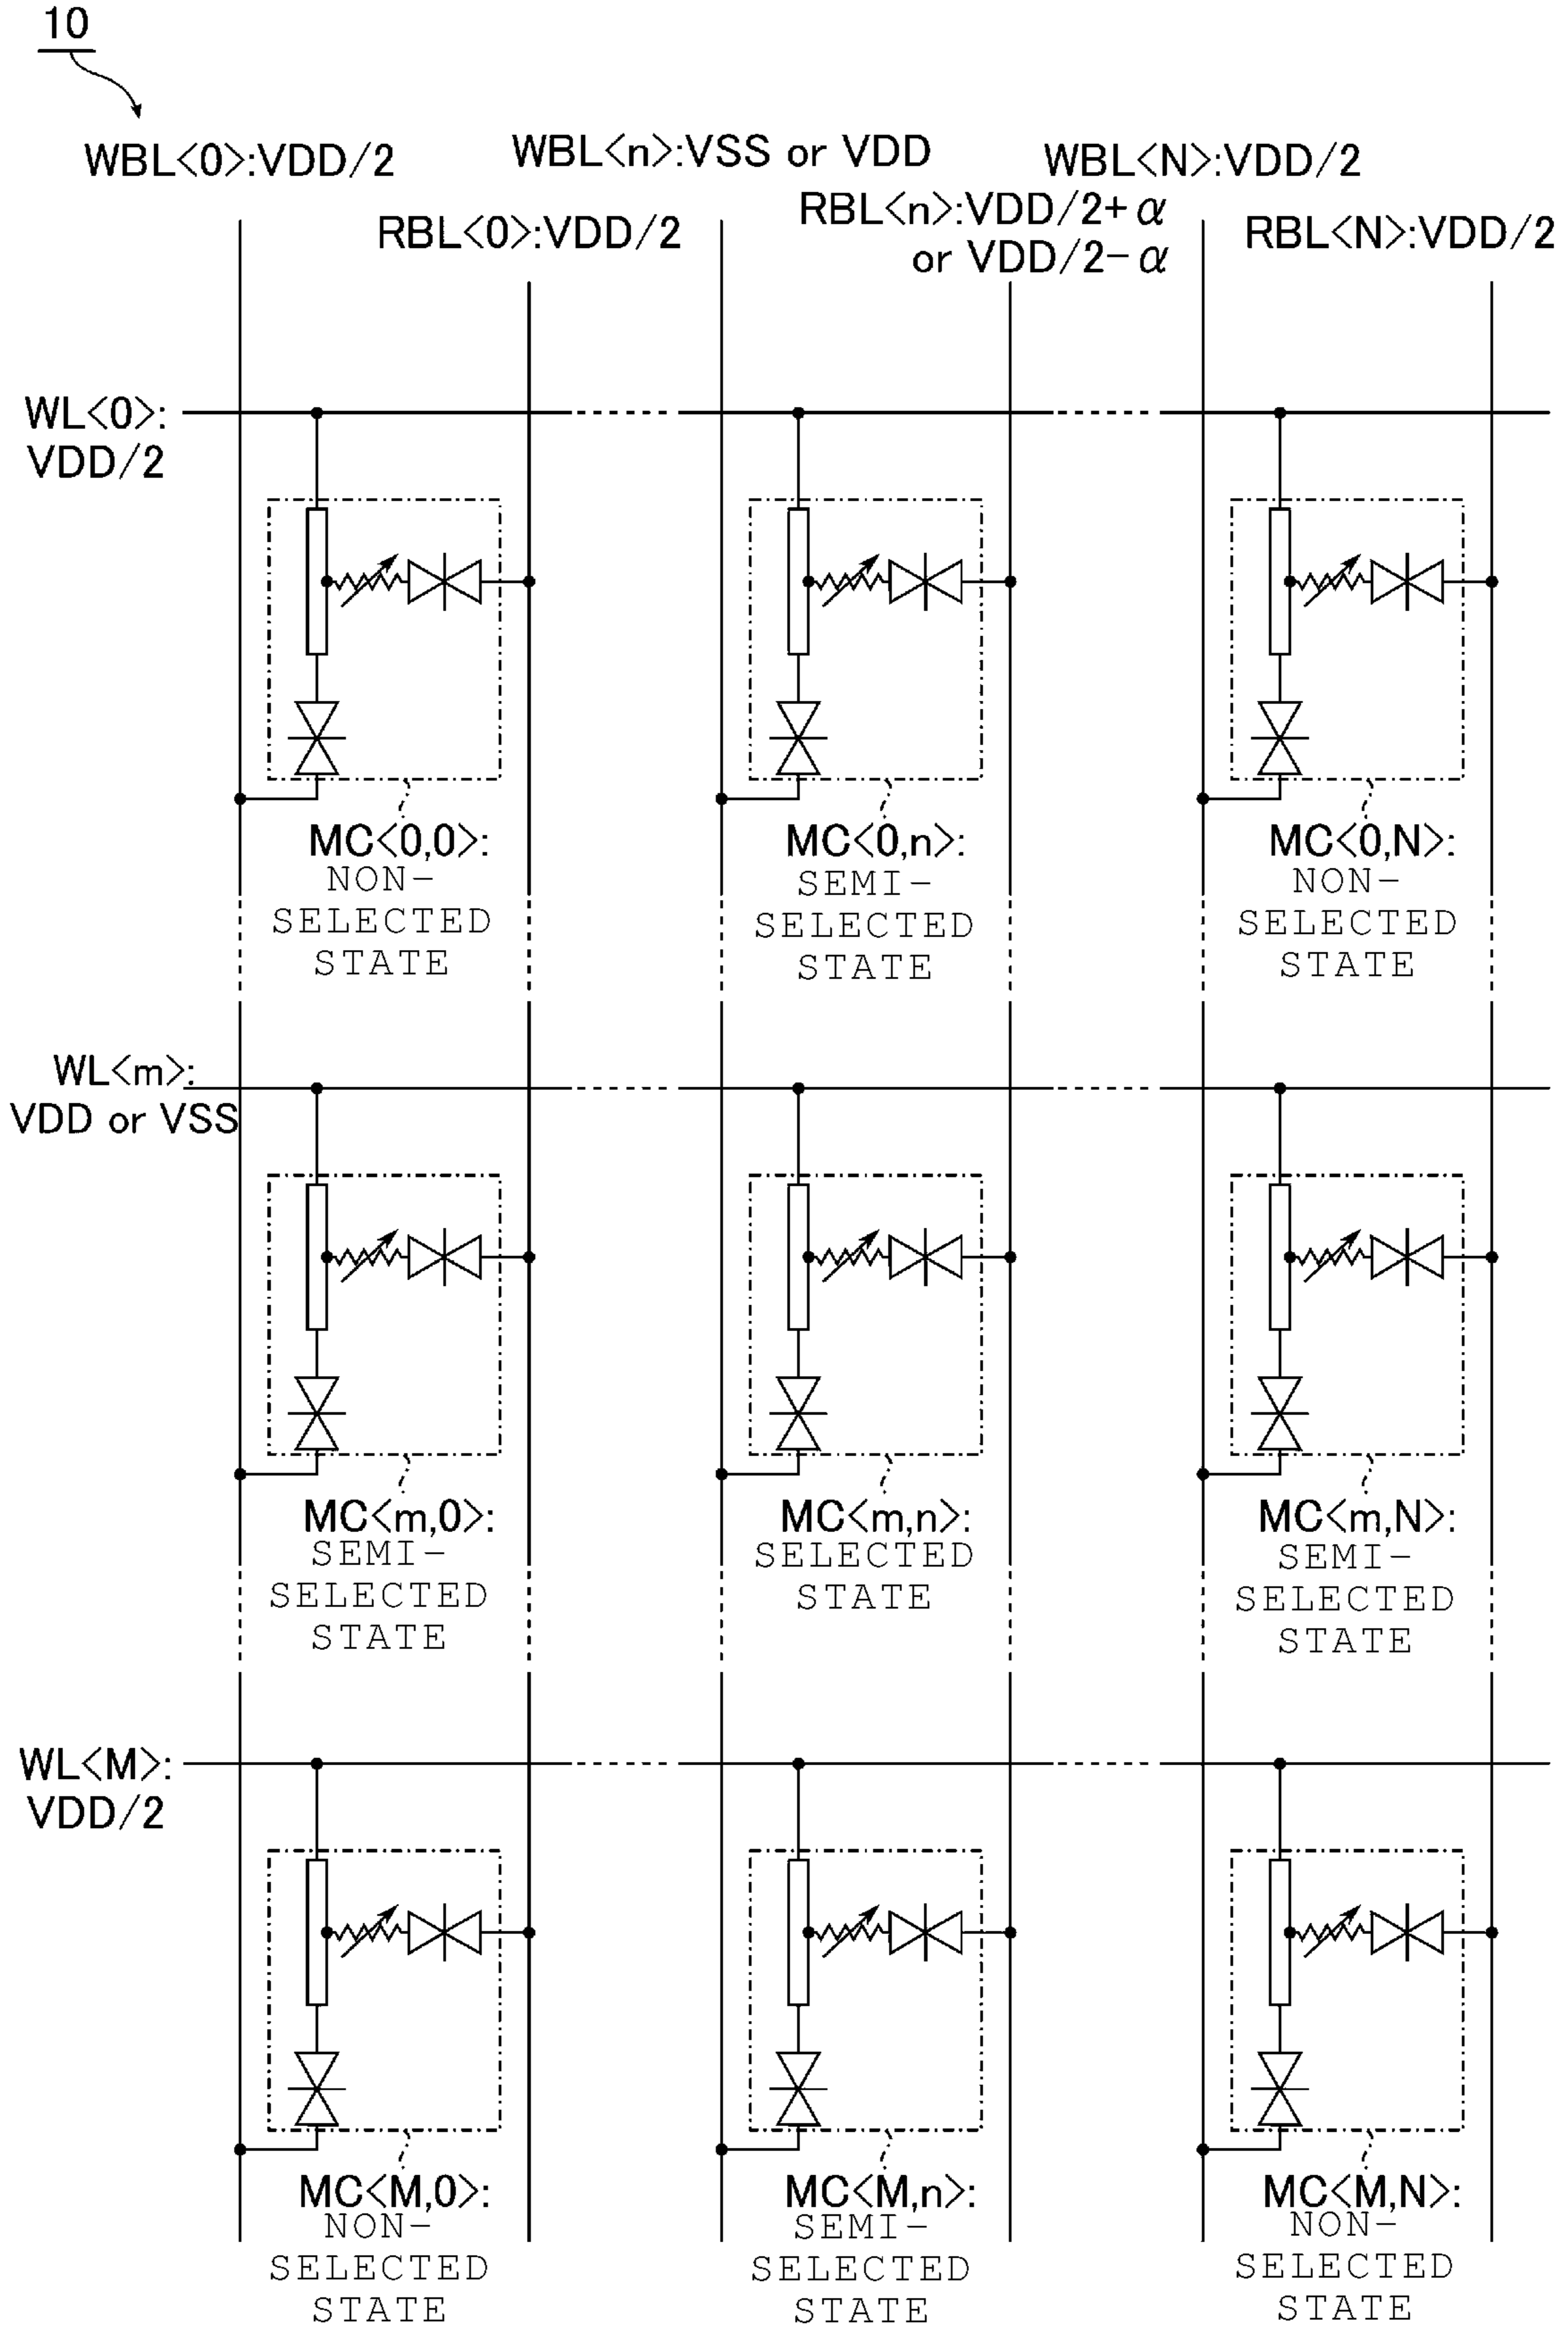 10
WBL<0>:VDD/2
WBL<n>:VSS or VDD
WBL<N>:VDD/2
RBL<0>:VDD/2
RBL<n>:VDD/2+α
or VDD/2-α
RBL<N>:VDD/2
WL<0>:
VDD/2
MC<0,0>:
NON-
SELECTED
STATE
MC<0,n>:
SEMI-
SELECTED
STATE
MC<0,N>:
NON-
SELECTED
STATE
WL<m>:
VDD or VSS
MC<m,0>:
SEMI-
SELECTED
STATE
MC<m,n>:
SELECTED
STATE
MC<m,N>:
SEMI-
SELECTED
STATE
WL<M>:
VDD/2
MC<M,0>:
NON-
SELECTED
STATE
MC<M,n>:
SEMI-
SELECTED
STATE
MC<M,N>:
NON-
SELECTED
STATE